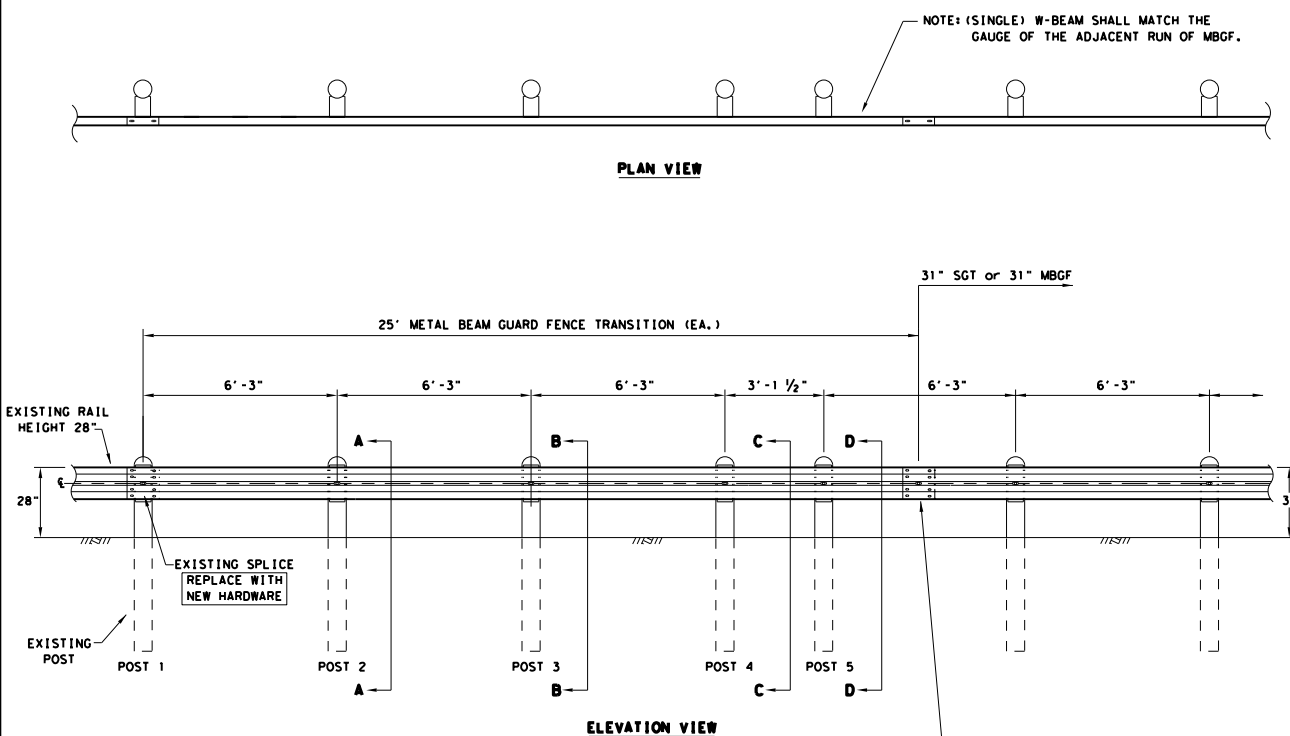 NOTE: (SINGLE) W-BEAM SHALL MATCH THE
GAUGE OF THE ADJACENT RUN OF MBGF.
PLAN VIEW
31" SGT or 31" MBGF
25' METAL BEAM GUARD FENCE TRANSITION (EA.)
6'-3" 6'-3" 6'-3" 3'-1 ½" 6'-3" 6'-3"
EXISTING RAIL
HEIGHT 28"
A B C D
28"
3
EXISTING SPLICE
REPLACE WITH
NEW HARDWARE
EXISTING
POST
POST 1 POST 2 POST 3 POST 4 POST 5
A B C D
ELEVATION VIEW